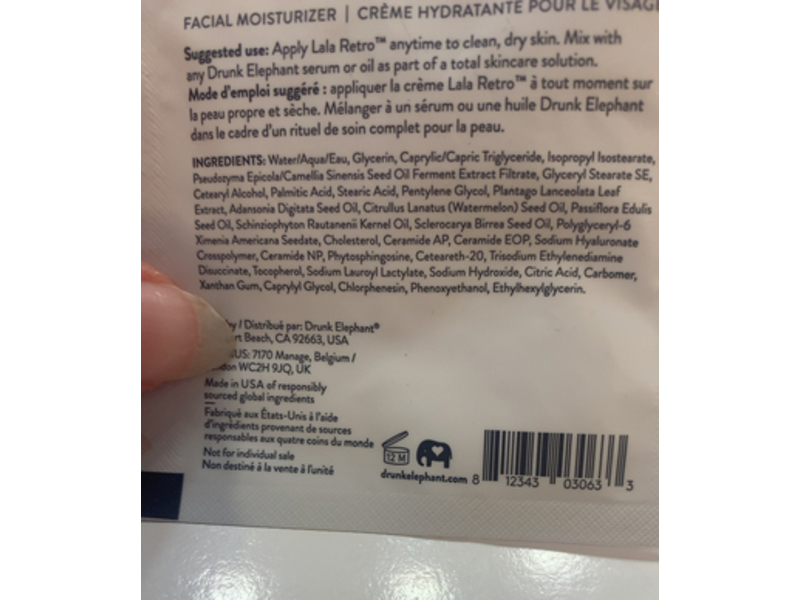 FACIAL MOISTURIZER | CRÈME HYDRATANTE POUR LE VISAGE
Suggested use: Apply Lala Retro™ anytime to clean, dry skin. Mix with
any Drunk Elephant serum or oil as part of a total skincare solution.
Mode d'emploi suggéré : appliquer la crème Lala Retro™ à tout moment sur
la peau propre et sèche. Mélanger à un sérum ou une huile Drunk Elephant
dans le cadre d'un rituel de soin complet pour la peau.
INGREDIENTS: Water/Aqua/Eau, Glycerin, Caprylic/Capric Triglyceride, Isopropyl Isostearate,
Pseudozyma Epicola/Camellia Sinensis Seed Oil Ferment Extract Filtrate, Glyceryl Stearate SE,
Cetearyl Alcohol, Palmitic Acid, Stearic Acid, Pentylene Glycol, Plantago Lanceolata Leaf
Extract, Adansonia Digitata Seed Oil, Citrullus Lanatus (Watermelon) Seed Oil, Passiflora Edulis
Seed Oil, Schinziophyton Rautanenii Kernel Oil, Sclerocarya Birrea Seed Oil, Polyglyceryl-6
Ximenia Americana Seedate, Cholesterol, Ceramide AP, Ceramide EOP, Sodium Hyaluronate
Crosspolymer, Ceramide NP, Phytosphingosine, Ceteareth-20, Trisodium Ethylenediamine
Disuccinate, Tocopherol, Sodium Lauroyl Lactylate, Sodium Hydroxide, Citric Acid, Carbomer,
Xanthan Gum, Caprylyl Glycol, Chlorphenesin, Phenoxyethanol, Ethylhexylglycerin.
by / Distribué par: Drunk Elephant®
Beach, CA 92663, USA
7170 Manage, Belgium /
WC2H 9JQ, UK
Made in USA of responsibly
sourced global ingredients
Fabriqué aux États-Unis à l'aide
d'ingrédients provenant de sources
responsables aux quatre coins du monde
Not for individual sale
Non destiné à la vente à l'unité
12 M
drunkelephant.com
8 12343 03063 3